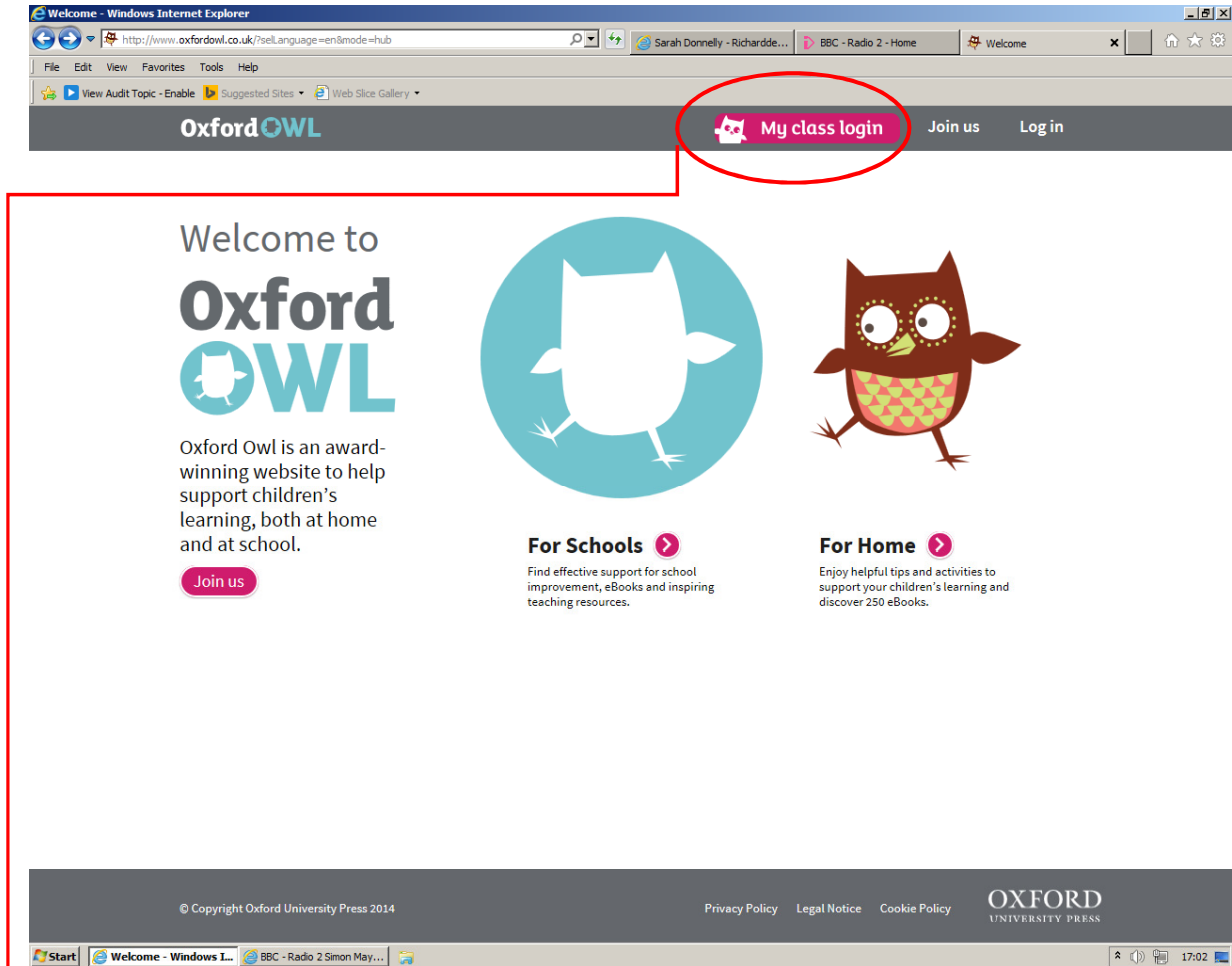 Welcome - Windows Internet Explorer
http://www.oxfordowl.co.uk/?selLanguage=en&mode=hub
Sarah Donnelly - Richardde...
BBC - Radio 2 - Home
Welcome
File Edit View Favorites Tools Help
View Audit Topic - Enable Suggested Sites Web Slice Gallery
Oxford OWL
My class login
Join us
Log in
Welcome to
Oxford
OWL
Oxford Owl is an award-
winning website to help
support children's
learning, both at home
and at school.
Join us
For Schools
Find effective support for school
improvement, eBooks and inspiring
teaching resources.
For Home
Enjoy helpful tips and activities to
support your children's learning and
discover 250 eBooks.
© Copyright Oxford University Press 2014
Privacy Policy Legal Notice Cookie Policy
OXFORD
UNIVERSITY PRESS
Start
Welcome - Windows I...
BBC - Radio 2 Simon May...
17:02